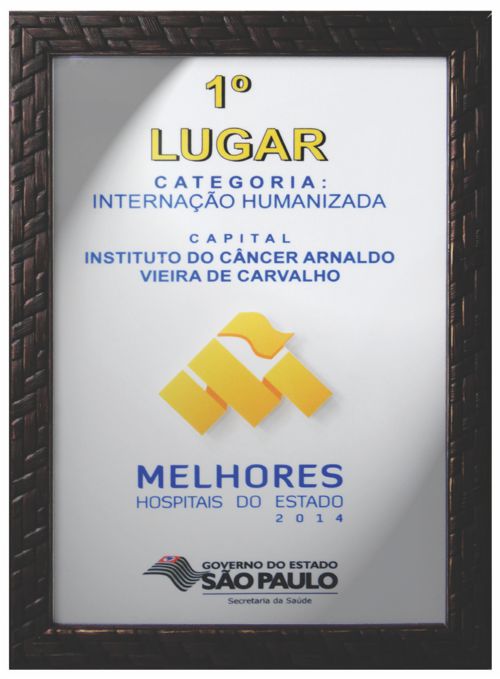 1º
LUGAR
CATEGORIA:
INTERNAÇÃO HUMANIZADA
CAPITAL
INSTITUTO DO CÂNCER ARNALDO
VIEIRA DE CARVALHO
MELHORES
HOSPITAIS DO ESTADO
2014
GOVERNO DO ESTADO
SÃO PAULO
Secretaria da Saúde